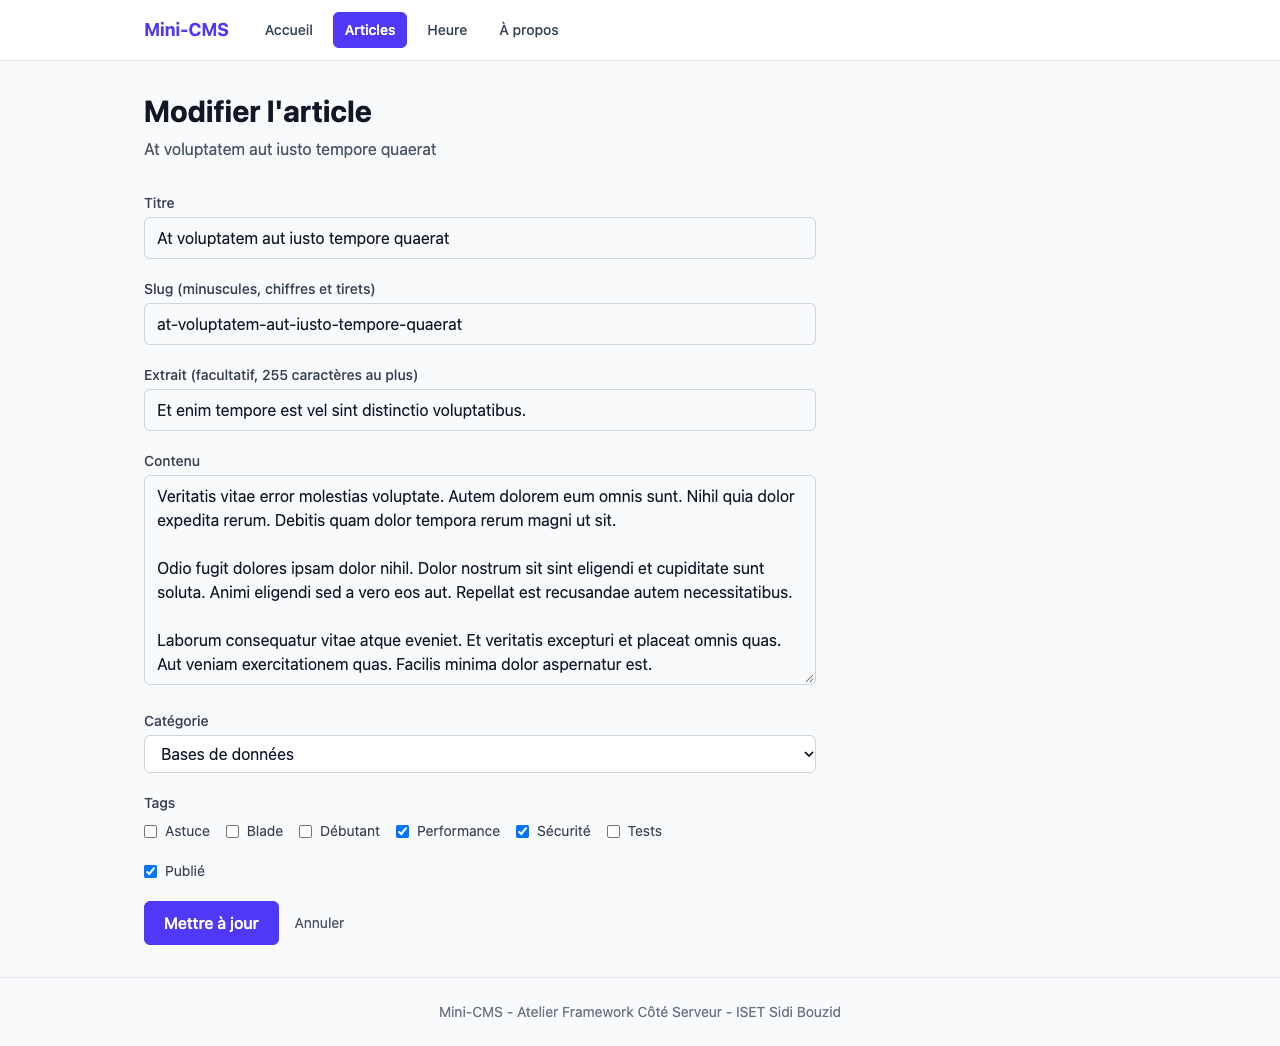 Mini-CMS Accueil Articles Heure À propos
Modifier l'article
At voluptatem aut iusto tempore quaerat
Titre
At voluptatem aut iusto tempore quaerat
Slug (minuscules, chiffres et tirets)
at-voluptatem-aut-iusto-tempore-quaerat
Extrait (facultatif, 255 caractères au plus)
Et enim tempore est vel sint distinctio voluptatibus.
Contenu
Veritatis vitae error molestias voluptate. Autem dolorem eum omnis sunt. Nihil quia dolor
expedita rerum. Debitis quam dolor tempora rerum magni ut sit.
Odio fugit dolores ipsam dolor nihil. Dolor nostrum sit sint eligendi et cupiditate sunt
soluta. Animi eligendi sed a vero eos aut. Repellat est recusandae autem necessitatibus.
Laborum consequatur vitae atque eveniet. Et veritatis excepturi et placeat omnis quas.
Aut veniam exercitationem quas. Facilis minima dolor aspernatur est.
Catégorie
Bases de données
Tags
Astuce Blade Débutant Performance Sécurité Tests
Publié
Mettre à jour Annuler
Mini-CMS - Atelier Framework Côté Serveur - ISET Sidi Bouzid